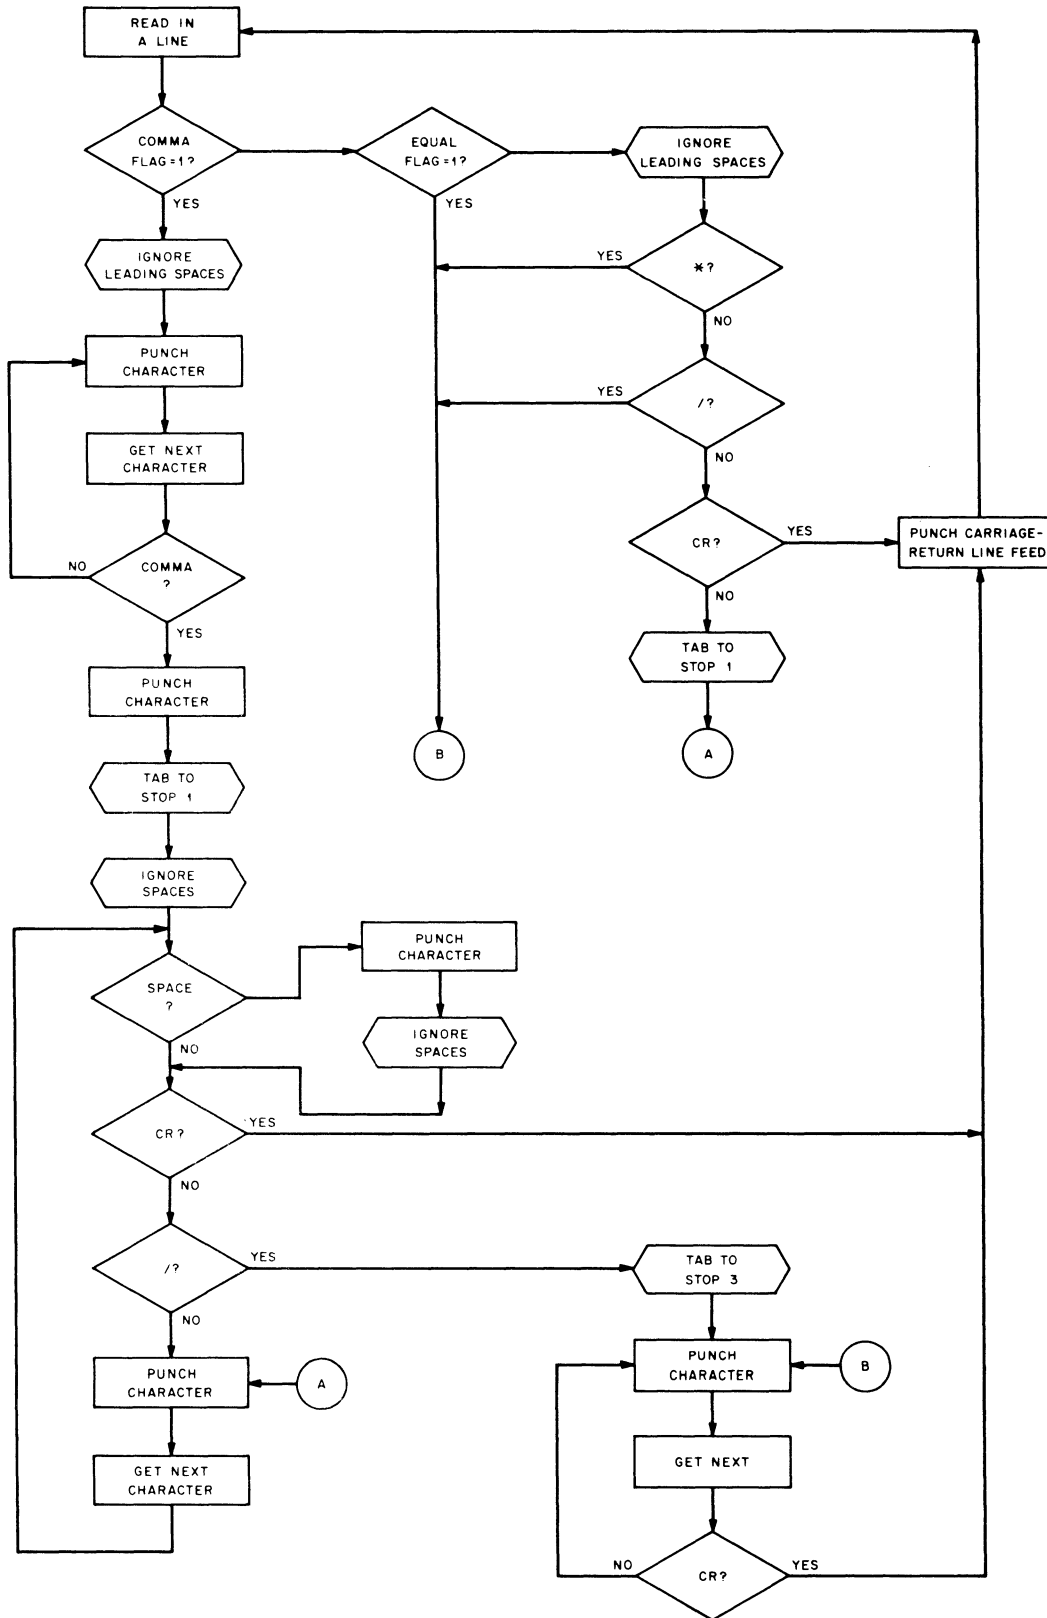 READ IN
A LINE
COMMA
FLAG=1?
YES
EQUAL
FLAG=1?
YES
IGNORE
LEADING SPACES
IGNORE
LEADING SPACES
YES
*?
NO
PUNCH
CHARACTER
YES
/?
NO
GET NEXT
CHARACTER
CR?
YES
NO
PUNCH CARRIAGE-
RETURN LINE FEED
NO
COMMA
?
YES
TAB TO
STOP 1
PUNCH
CHARACTER
B
A
TAB TO
STOP 1
IGNORE
SPACES
PUNCH
CHARACTER
SPACE
?
NO
IGNORE
SPACES
CR?
YES
NO
/?
YES
NO
TAB TO
STOP 3
PUNCH
CHARACTER
A
PUNCH
CHARACTER
B
GET NEXT
CHARACTER
GET NEXT
NO
CR?
YES